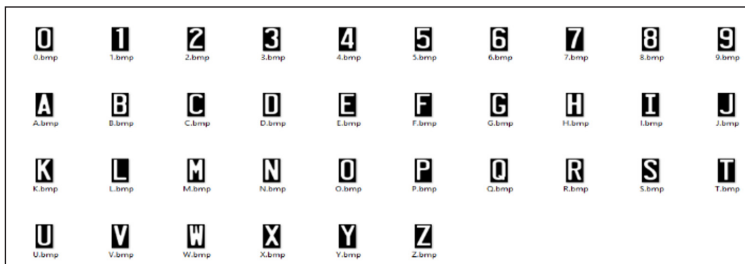 0 1 2 3 4 5 6 7 8 9
0.bmp 1.bmp 2.bmp 3.bmp 4.bmp 5.bmp 6.bmp 7.bmp 8.bmp 9.bmp
A B C D E F G H I J
A.bmp B.bmp C.bmp D.bmp E.bmp F.bmp G.bmp H.bmp I.bmp J.bmp
K L M N O P Q R S T
K.bmp L.bmp M.bmp N.bmp O.bmp P.bmp Q.bmp R.bmp S.bmp T.bmp
U V W X Y Z
U.bmp V.bmp W.bmp X.bmp Y.bmp Z.bmp